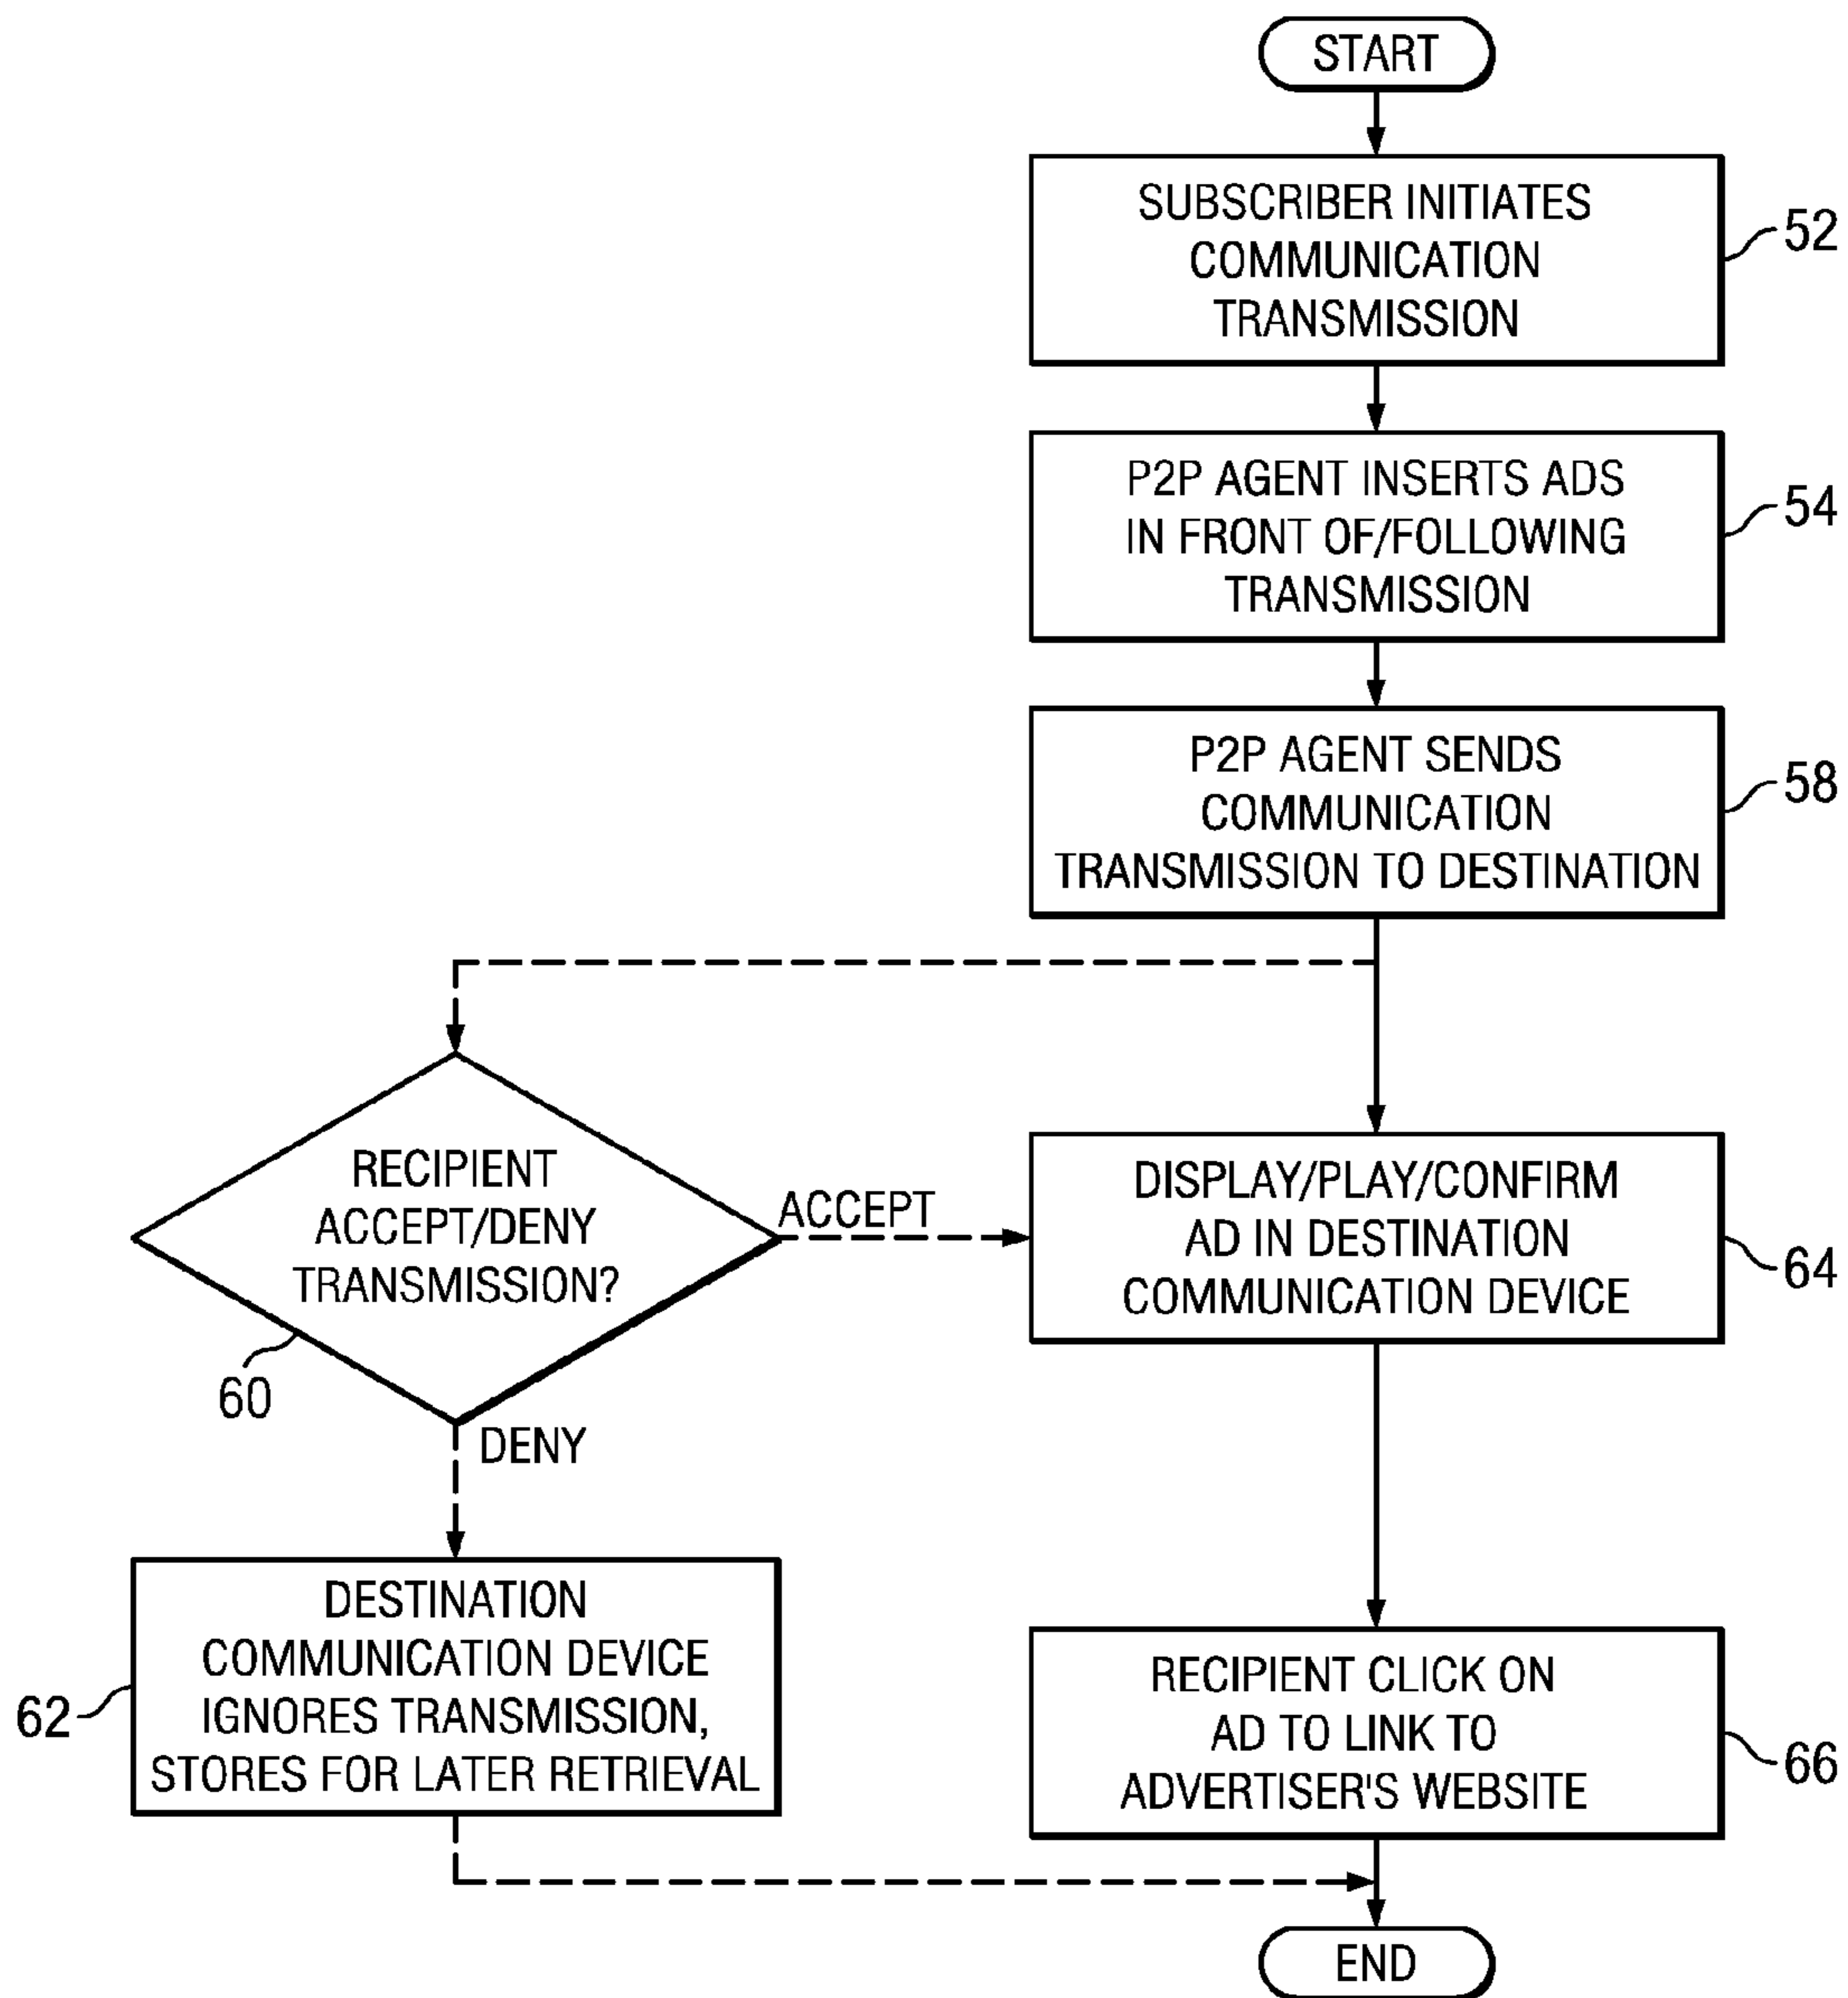 START
SUBSCRIBER INITIATES
COMMUNICATION
TRANSMISSION
52
P2P AGENT INSERTS ADS
IN FRONT OF/FOLLOWING
TRANSMISSION
54
P2P AGENT SENDS
COMMUNICATION
TRANSMISSION TO DESTINATION
58
RECIPIENT
ACCEPT/DENY
TRANSMISSION?
60
ACCEPT
DENY
DISPLAY/PLAY/CONFIRM
AD IN DESTINATION
COMMUNICATION DEVICE
64
DESTINATION
COMMUNICATION DEVICE
IGNORES TRANSMISSION,
STORES FOR LATER RETRIEVAL
62
RECIPIENT CLICK ON
AD TO LINK TO
ADVERTISER'S WEBSITE
66
END